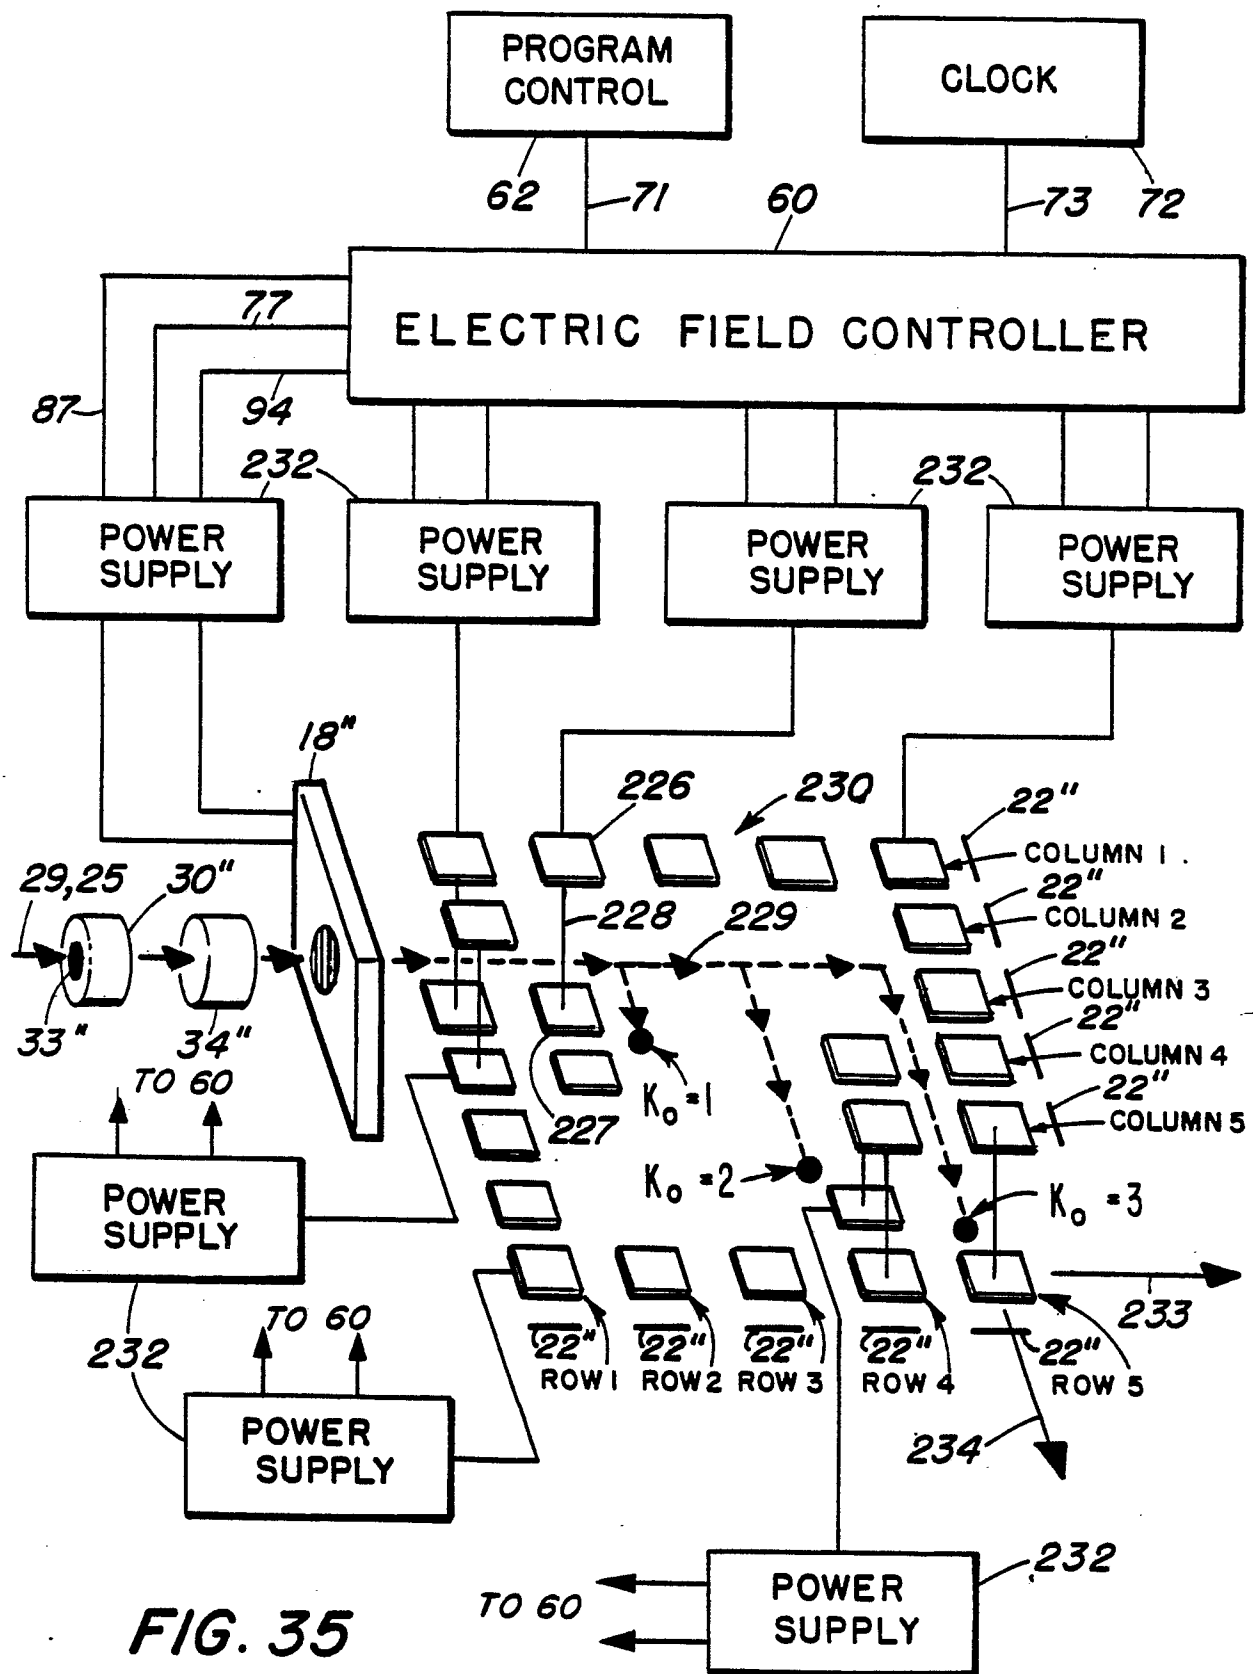 PROGRAM
CONTROL
CLOCK
62
71
60
73
72
77
ELECTRIC FIELD CONTROLLER
87
94
232
232
POWER
SUPPLY
POWER
SUPPLY
POWER
SUPPLY
POWER
SUPPLY
18"
226
230
22"
COLUMN 1
29,25
30"
228
229
22"
COLUMN 2
22"
COLUMN 3
33"
34"
22"
COLUMN 4
TO 60
K₀=1
227
22"
COLUMN 5
K₀=2
K₀=3
POWER
SUPPLY
233
232
TO 60
22"
22"
22"
22"
22"
ROW 1
ROW 2
ROW 3
ROW 4
ROW 5
POWER
SUPPLY
234
232
TO 60
POWER
SUPPLY
FIG. 35